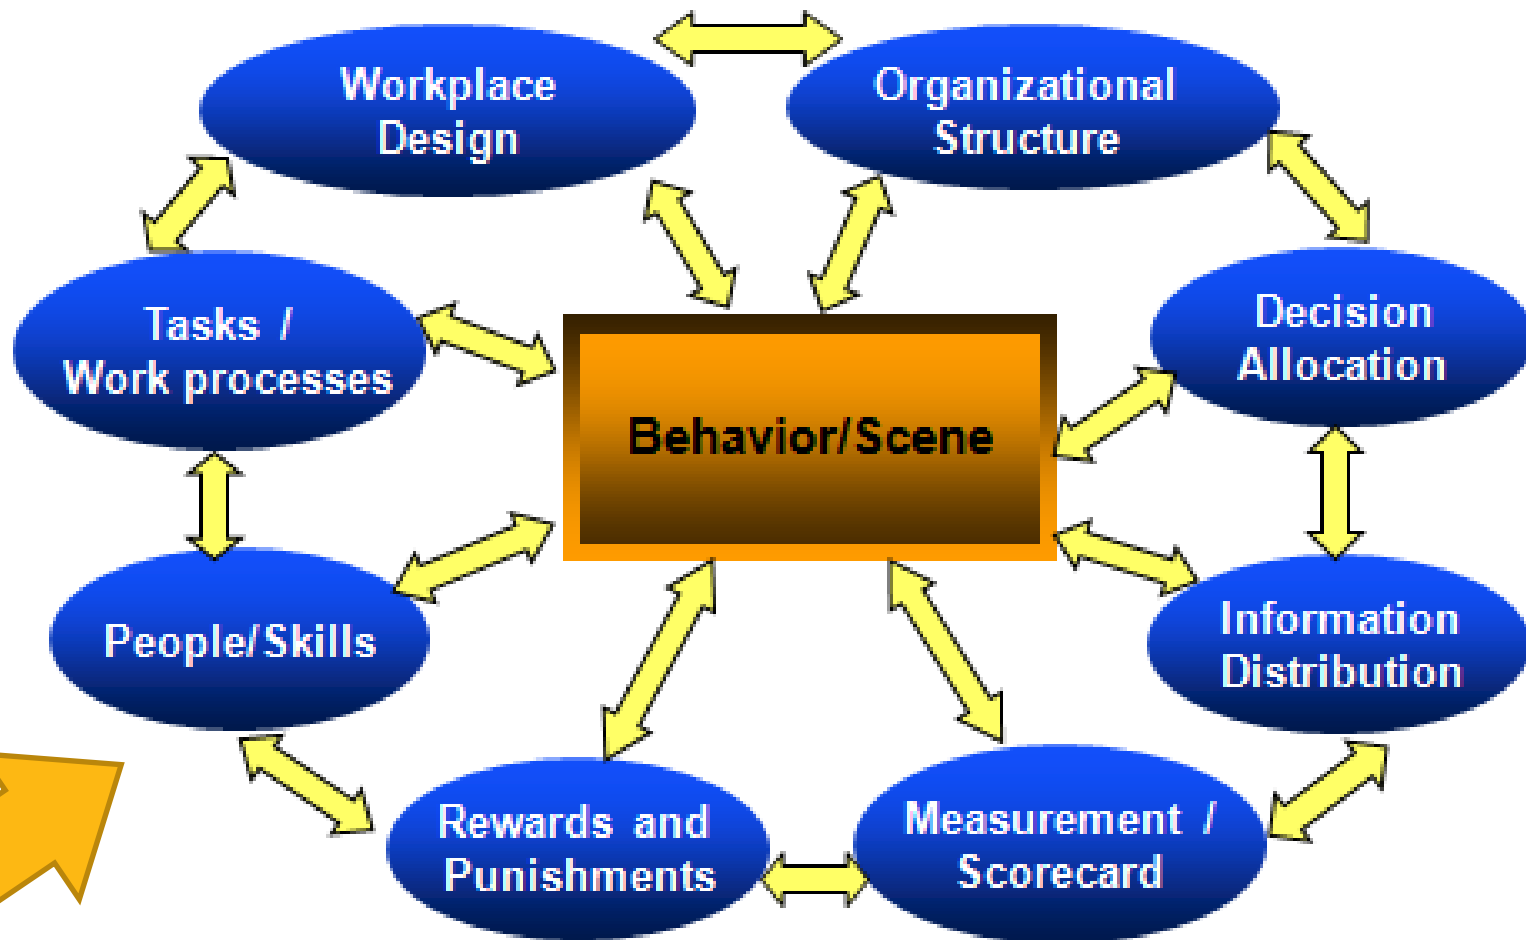 Workplace
Design
Organizational
Structure
Tasks /
Work processes
Decision
Allocation
Behavior/Scene
People/Skills
Information
Distribution
Rewards and
Punishments
Measurement /
Scorecard